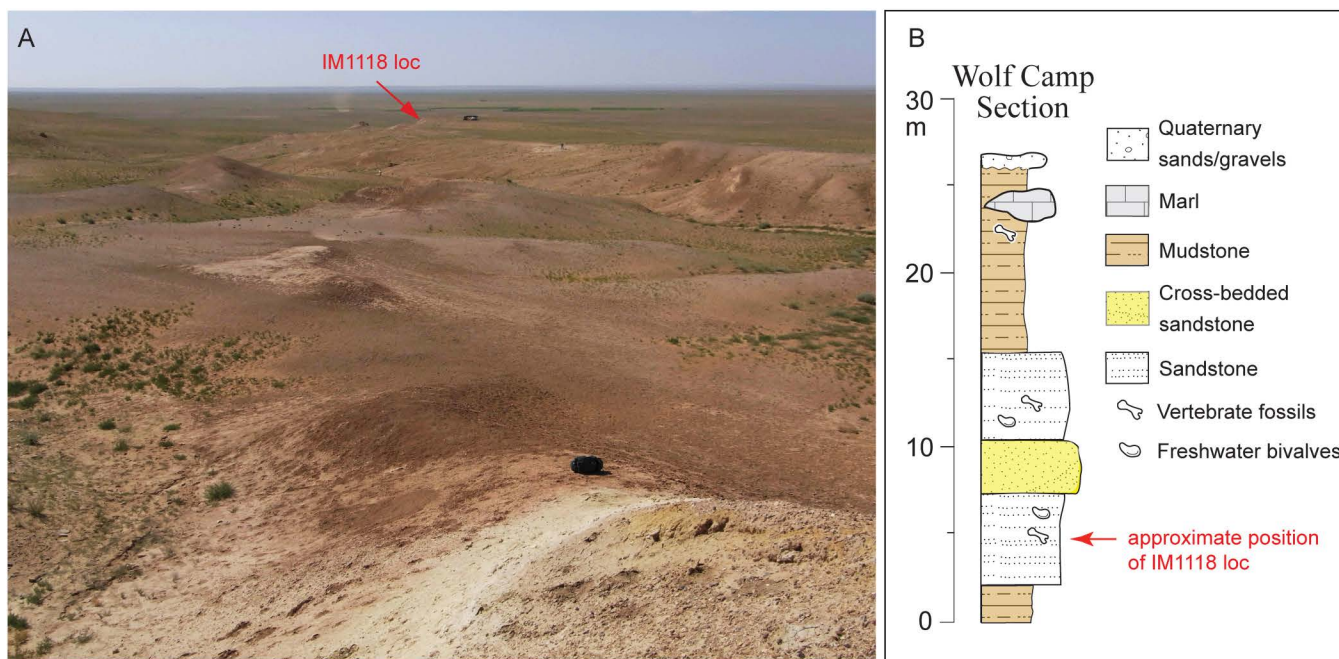 A
IM1118 loc
B
Wolf Camp
Section
30
m
20
10
0
Quaternary
sands/gravels
Marl
Mudstone
Cross-bedded
sandstone
Sandstone
Vertebrate fossils
Freshwater bivalves
approximate position
of IM1118 loc